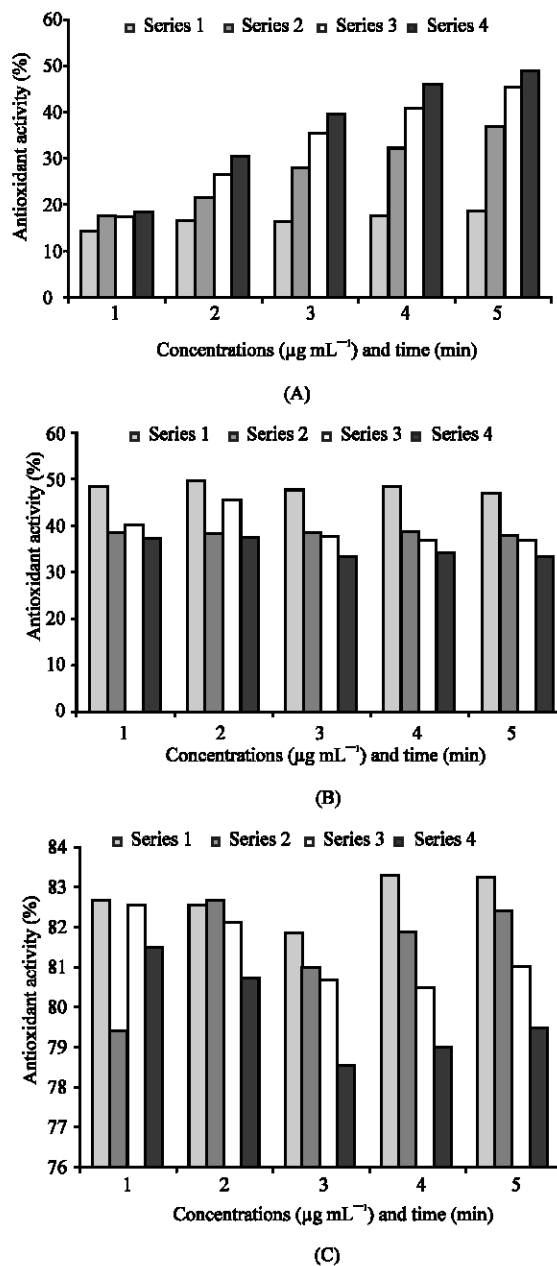 Series 1 Series 2 Series 3 Series 4
Antioxidant activity (%)
60
50
40
30
20
10
0
1 2 3 4 5
Concentrations (µg mL⁻¹) and time (min)
(A)
Series 1 Series 2 Series 3 Series 4
Antioxidant activity (%)
60
50
40
30
20
10
0
1 2 3 4 5
Concentrations (µg mL⁻¹) and time (min)
(B)
Series 1 Series 2 Series 3 Series 4
Antioxidant activity (%)
84
83
82
81
80
79
78
77
76
1 2 3 4 5
Concentrations (µg mL⁻¹) and time (min)
(C)